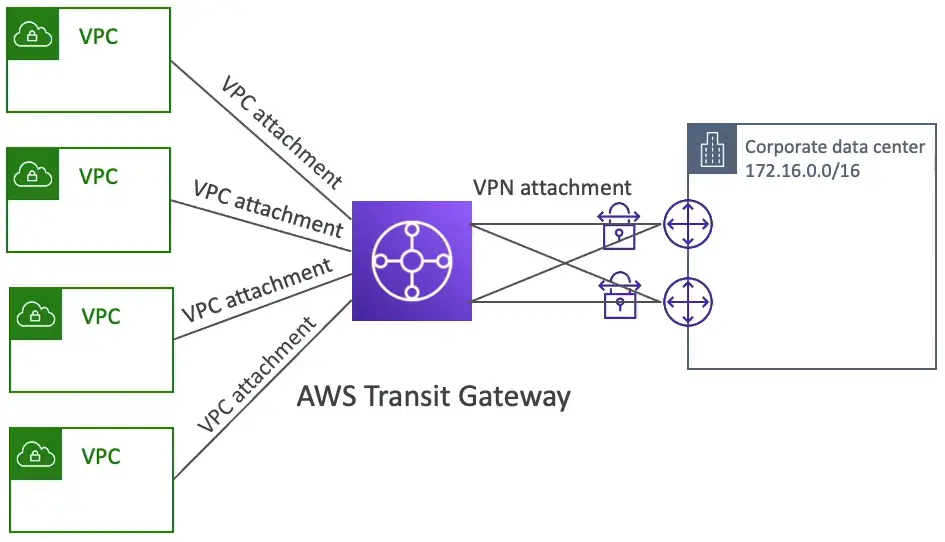 VPC
VPC attachment
VPC
VPC attachment
VPC
VPC attachment
VPC
VPC attachment
AWS Transit Gateway
VPN attachment
Corporate data center
172.16.0.0/16